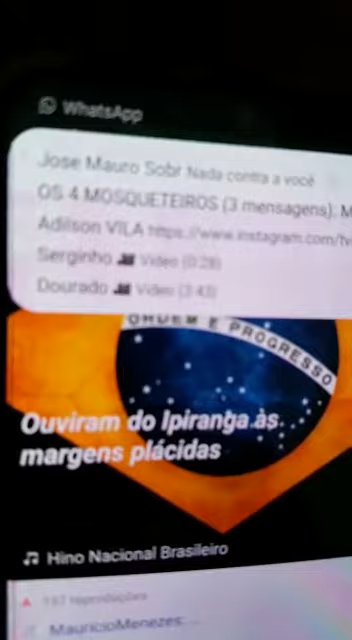 WhatsApp
Jose Mauro Sobr Nada contra a você
OS 4 MOSQUETEIROS (3 mensagens): M
Adilson VILA https://www.instagram.com/tv
Serginho Vídeo (0:28)
Dourado Vídeo (3:43)
ORDEM E PROGRESSO
Ouviram do Ipiranga às
margens plácidas
Hino Nacional Brasileiro
reproduções
MauricioMenezes: